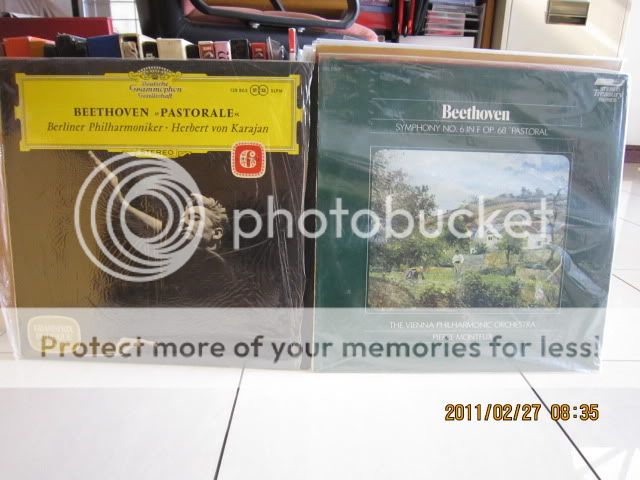 Deutsche
Grammophon
Gesellschaft
SLPM
BEETHOVEN »PASTORALE«
Berliner Philharmoniker · Herbert von Karajan
STEREO
6
Beethoven
SYMPHONY NO. 6 IN F OP. 68 "PASTORAL"
THE VIENNA PHILHARMONIC ORCHESTRA
PIERRE MONTEUX
photobucket
Protect more of your memories for less!
2011/02/27 08:35